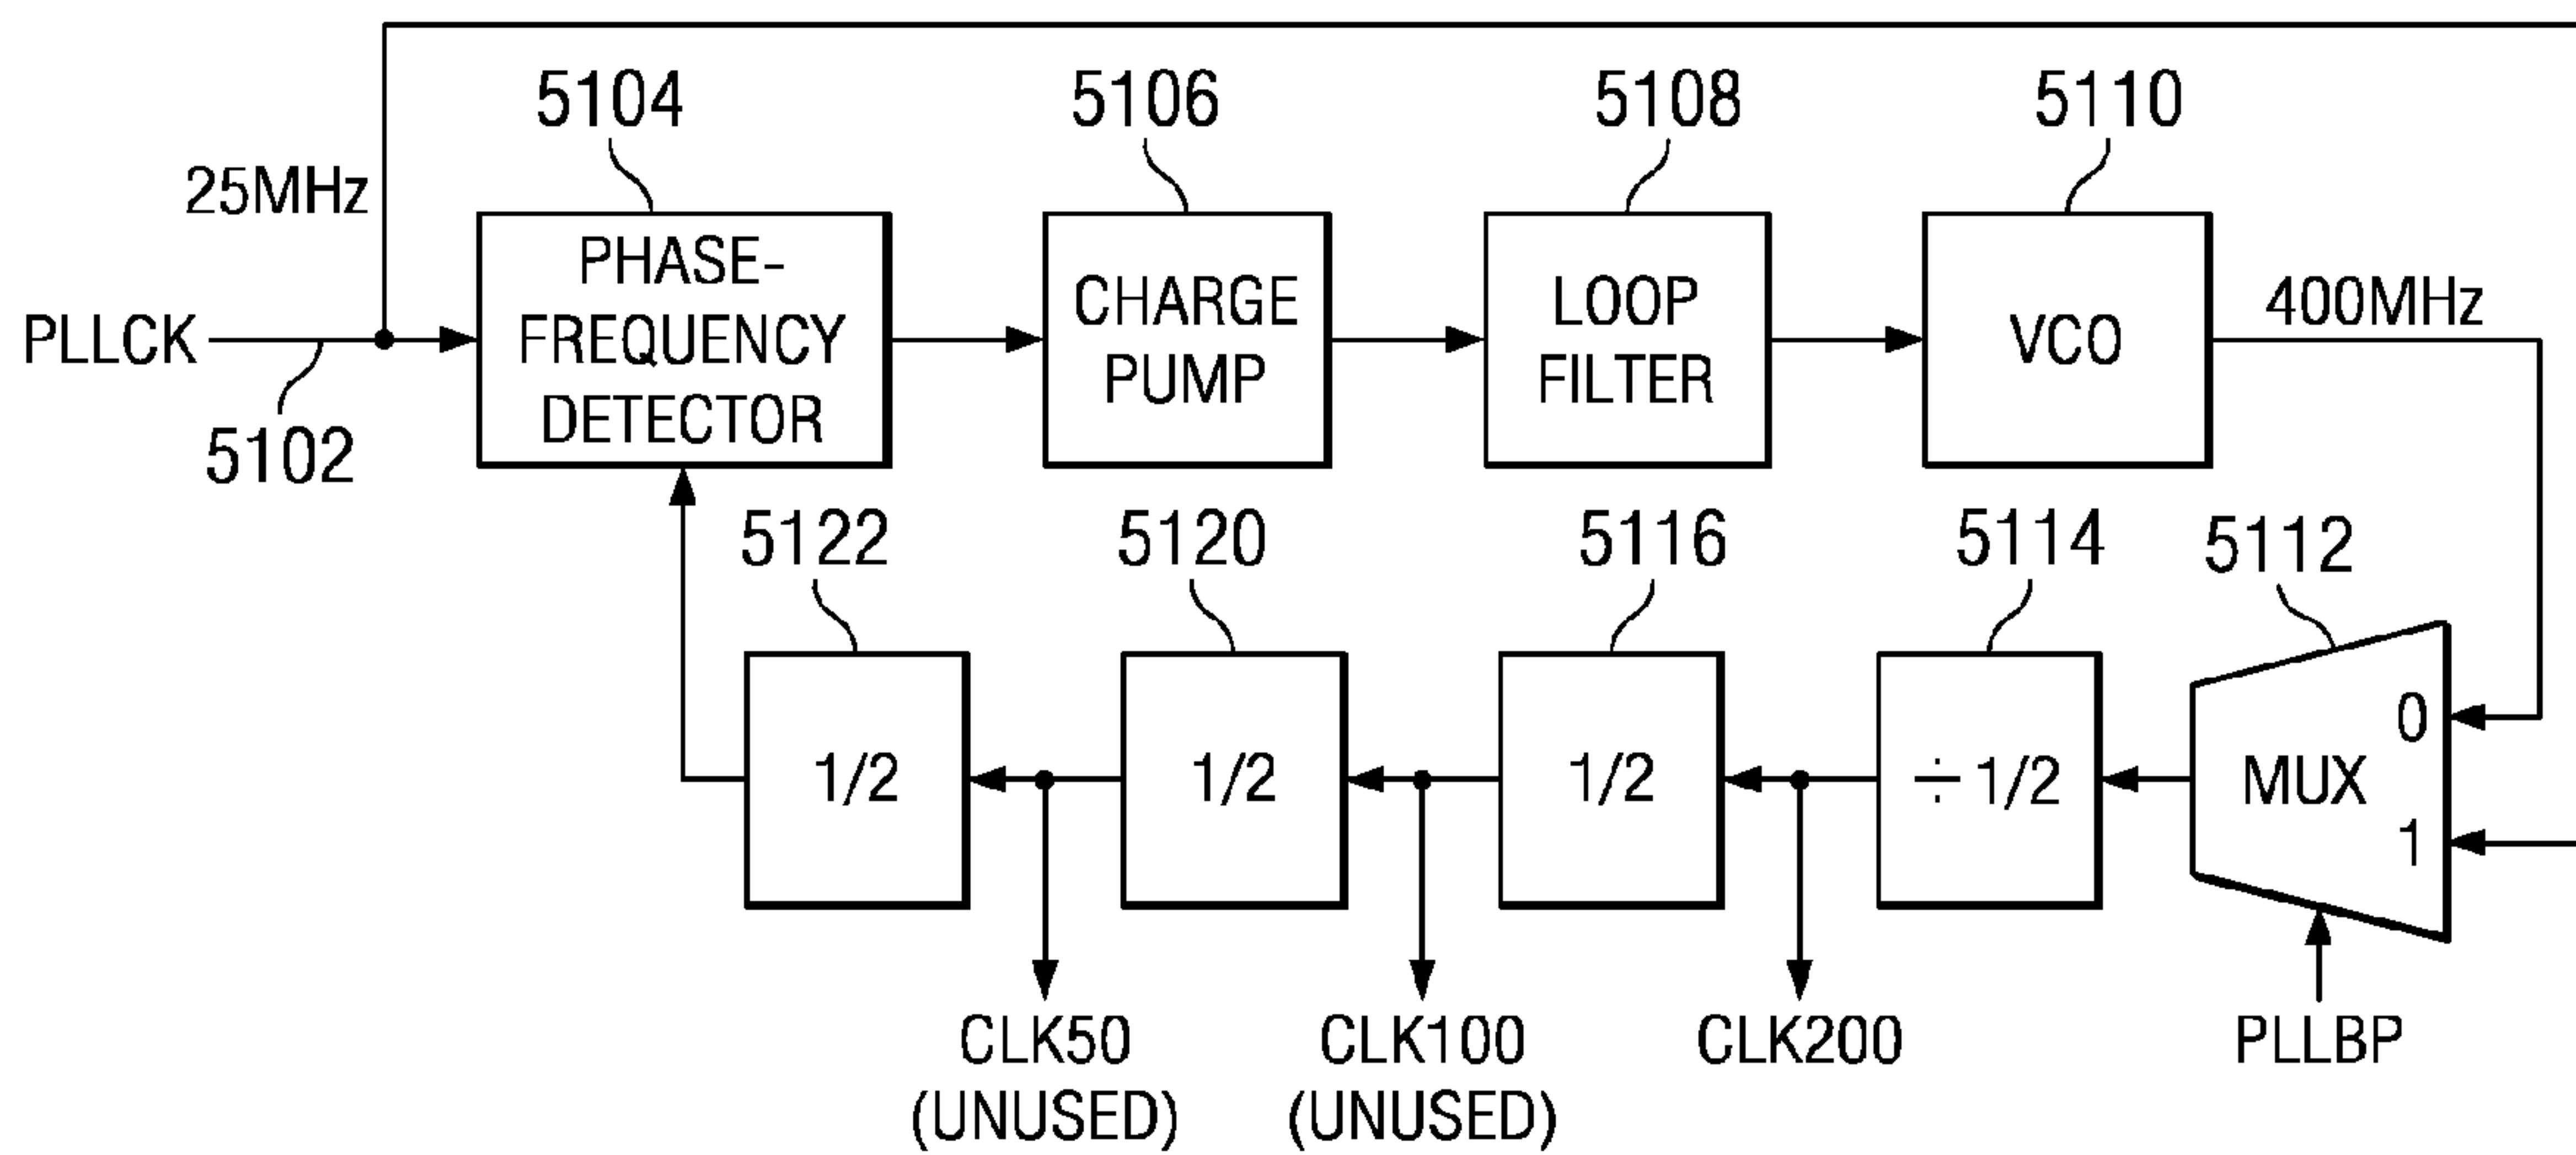 5104
5106
5108
5110
25MHz
PHASE-
FREQUENCY
DETECTOR
CHARGE
PUMP
LOOP
FILTER
VCO
400MHz
PLLCK
5102
5122
5120
5116
5114
5112
1/2
1/2
1/2
÷ 1/2
0
MUX
1
CLK50
(UNUSED)
CLK100
(UNUSED)
CLK200
PLLBP